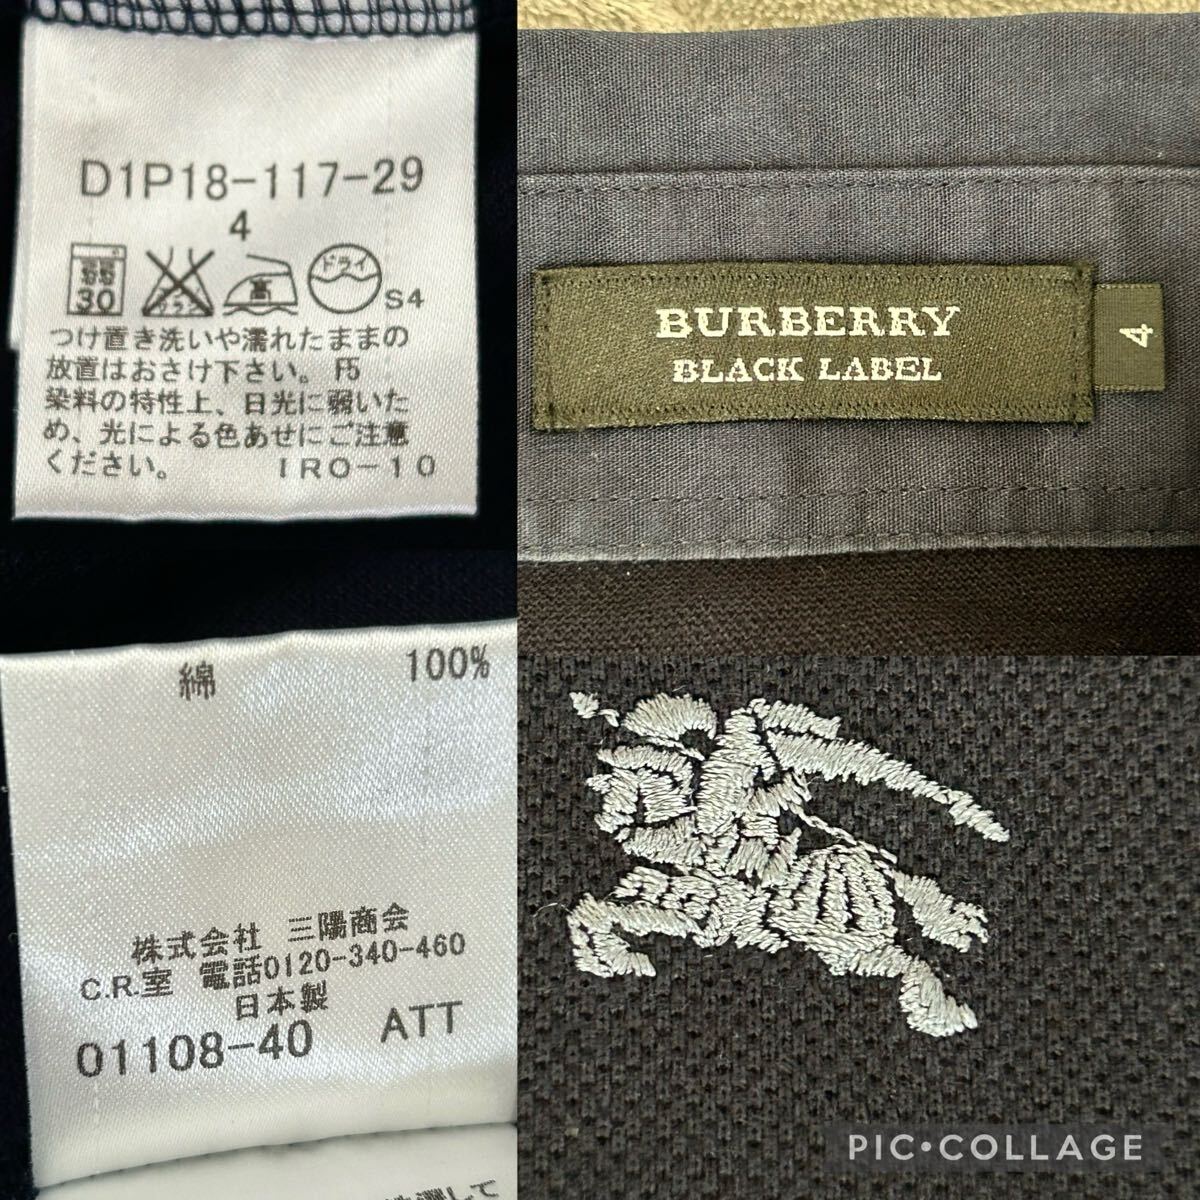 D1P18-117-29
4
30
ドライ
高
S4
つけ置き洗いや濡れたままの
放置はおさけ下さい。 F5
染料の特性上、日光に弱いた
め、光による色あせにご注意
ください。 IRO-10
BURBERRY
BLACK LABEL
4
綿 100%
株式会社 三陽商会
C.R.室 電話0120-340-460
日本製
01108-40 ATT
PIC•COLLAGE